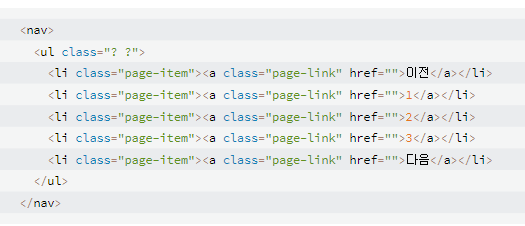 <nav>
<ul class="? ?">
<li class="page-item"><a class="page-link" href="">이전</a></li>
<li class="page-item"><a class="page-link" href="">1</a></li>
<li class="page-item"><a class="page-link" href="">2</a></li>
<li class="page-item"><a class="page-link" href="">3</a></li>
<li class="page-item"><a class="page-link" href="">다음</a></li>
</ul>
</nav>